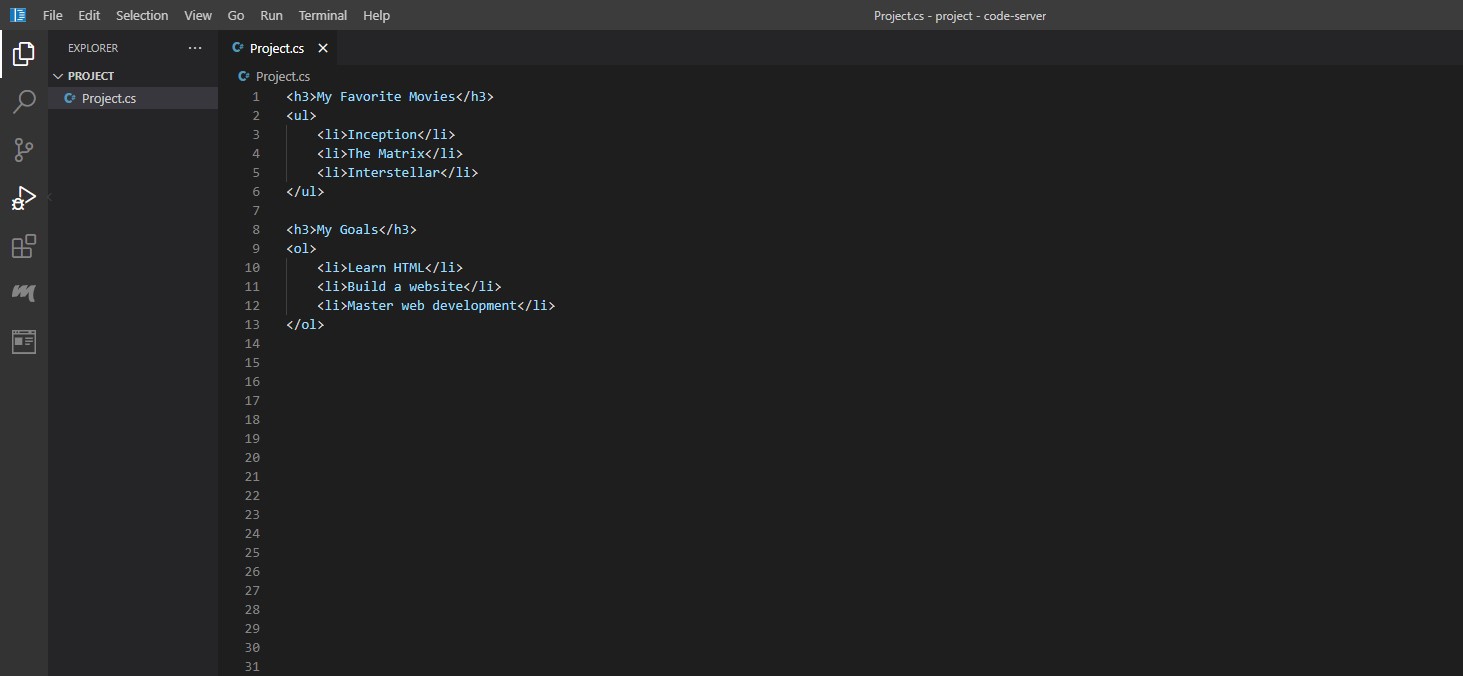 File Edit Selection View Go Run Terminal Help Project.cs - project - code-server
EXPLORER
PROJECT
Project.cs
Project.cs
Project.cs
1 <h3>My Favorite Movies</h3>
2 <ul>
3     <li>Inception</li>
4     <li>The Matrix</li>
5     <li>Interstellar</li>
6 </ul>
7
8 <h3>My Goals</h3>
9 <ol>
10     <li>Learn HTML</li>
11     <li>Build a website</li>
12     <li>Master web development</li>
13 </ol>
14
15
16
17
18
19
20
21
22
23
24
25
26
27
28
29
30
31